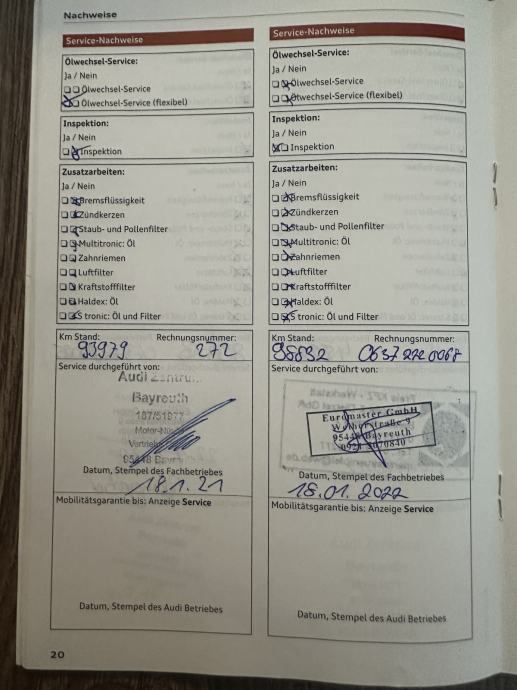 Nachweise
Service-Nachweise
Ölwechsel-Service:
Ja / Nein
Ölwechsel-Service
Ölwechsel-Service (flexibel)
Inspektion:
Ja / Nein
Inspektion
Zusatzarbeiten:
Ja / Nein
Bremsflüssigkeit
Zündkerzen
Staub- und Pollenfilter
Multitronic: Öl
Zahnriemen
Luftfilter
Kraftstofffilter
Haldex: Öl
S tronic: Öl und Filter
Km Stand: Rechnungsnummer:
93979 272
Service durchgeführt von:
Audi
Bayreuth
Datum, Stempel des Fachbetriebes
18.1.21
Mobilitätsgarantie bis: Anzeige Service
Datum, Stempel des Audi Betriebes
20
Service-Nachweise
Ölwechsel-Service:
Ja / Nein
Ölwechsel-Service
Ölwechsel-Service (flexibel)
Inspektion:
Ja / Nein
Inspektion
Zusatzarbeiten:
Ja / Nein
Bremsflüssigkeit
Zündkerzen
Staub- und Pollenfilter
Multitronic: Öl
Zahnriemen
Luftfilter
Kraftstofffilter
Haldex: Öl
S tronic: Öl und Filter
Km Stand: Rechnungsnummer:
Service durchgeführt von:
Euromaster GmbH
Bayreuth
Datum, Stempel des Fachbetriebes
18.01.2022
Mobilitätsgarantie bis: Anzeige Service
Datum, Stempel des Audi Betriebes